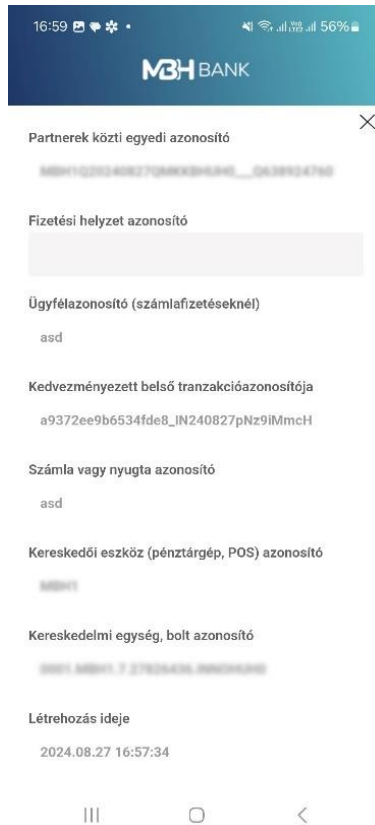 16:59
56%
MBH BANK
Partnerek közti egyedi azonosító
Fizetési helyzet azonosító
Ügyfélazonosító (számlafizetéseknél)
asd
Kedvezményezett belső tranzakcióazonosítója
a9372ee9b6534fde8_IN240827pNz9iMmcH
Számla vagy nyugta azonosító
asd
Kereskedői eszköz (pénztárgép, POS) azonosító
MBH1
Kereskedelmi egység, bolt azonosító
Létrehozás ideje
2024.08.27 16:57:34